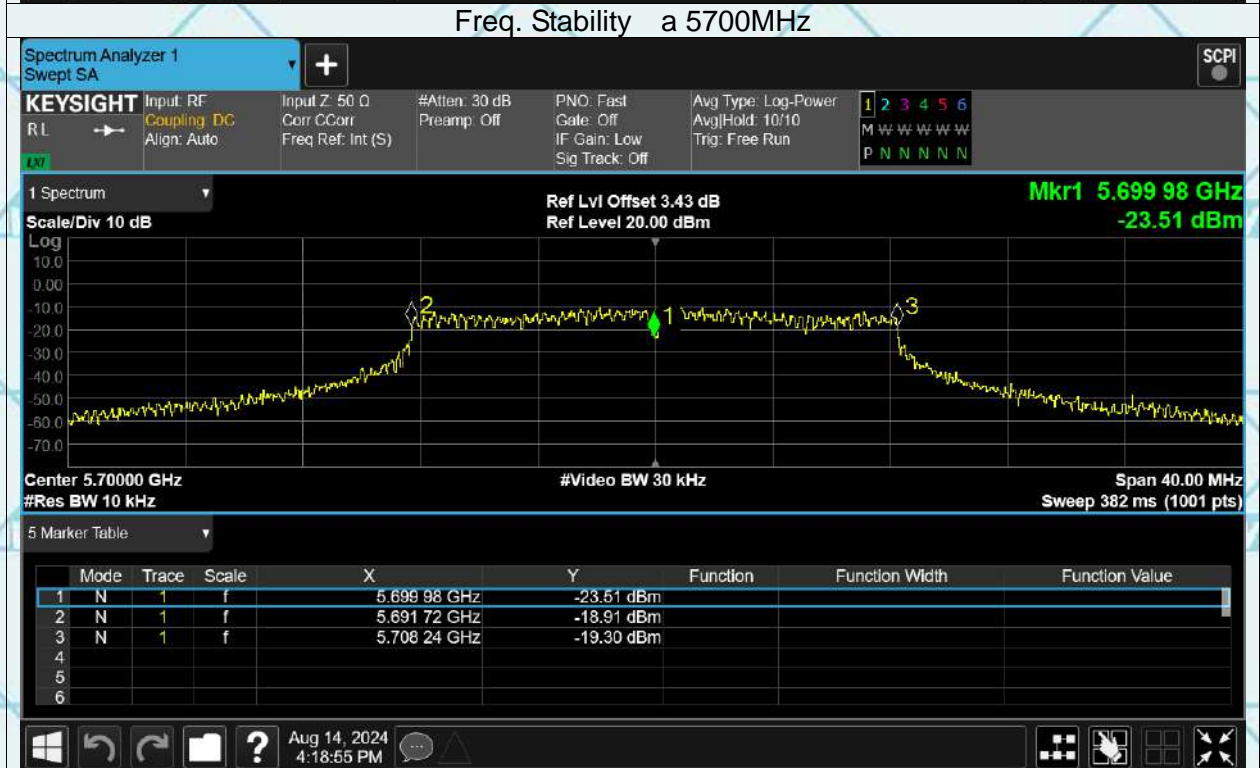 Freq. Stability a 5700MHz
Spectrum Analyzer 1
Swept SA
+
SCPI
KEYSIGHT Input: RF Input Z: 50 Ω #Atten: 30 dB PNO: Fast Avg Type: Log-Power 1 2 3 4 5 6
RL Coupling: DC Corr CCorr Preamp: Off Gate: Off Avg|Hold: 10/10 M W W W W W W
Align: Auto Freq Ref: Int (S) IF Gain: Low Trig: Free Run P N N N N N N
LXI Sig Track: Off
1 Spectrum Ref Lvl Offset 3.43 dB Mkr1 5.699 98 GHz
Scale/Div 10 dB Ref Level 20.00 dBm -23.51 dBm
Log
10.0
0.00
-10.0
2 1 3
-20.0
-30.0
-40.0
-50.0
-60.0
-70.0
Center 5.70000 GHz #Video BW 30 kHz Span 40.00 MHz
#Res BW 10 kHz Sweep 382 ms (1001 pts)
5 Marker Table
Mode Trace Scale X Y Function Function Width Function Value
1 N 1 f 5.699 98 GHz -23.51 dBm
2 N 1 f 5.691 72 GHz -18.91 dBm
3 N 1 f 5.708 24 GHz -19.30 dBm
4
5
6
? Aug 14, 2024
4:18:55 PM